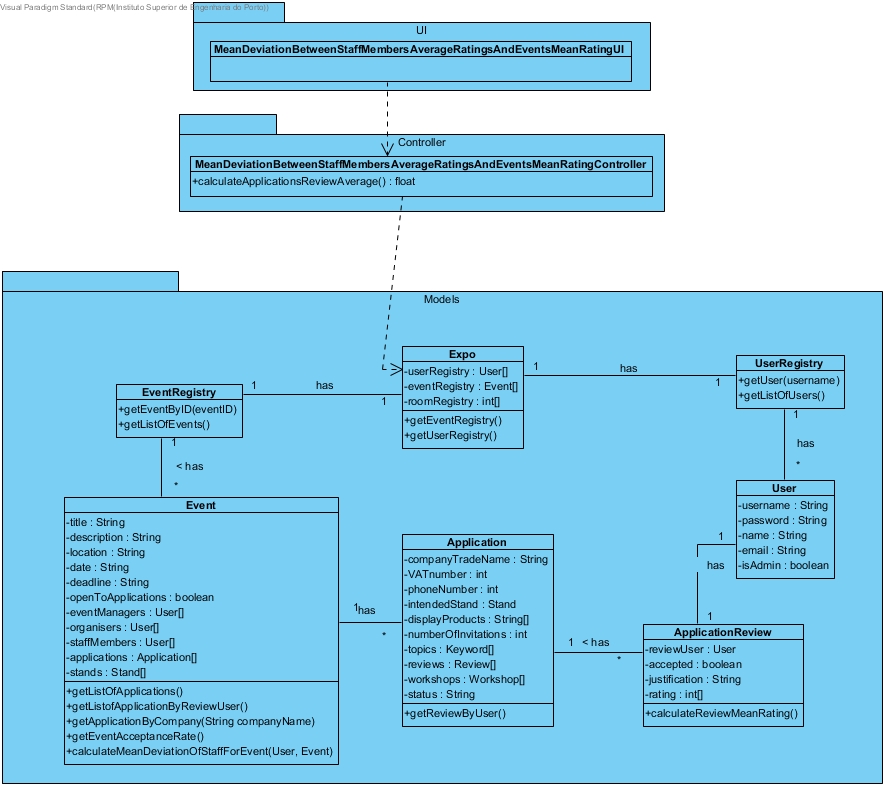 Visual Paradigm Standard(RPM(Instituto Superior de Engenharia do Porto))
UI
MeanDeviationBetweenStaffMembersAverageRatingsAndEventsMeanRatingUI
Controller
MeanDeviationBetweenStaffMembersAverageRatingsAndEventsMeanRatingController
+calculateApplicationsReviewAverage() : float
Models
Expo
-userRegistry : User[]
-eventRegistry : Event[]
-roomRegistry : int[]
+getEventRegistry()
+getUserRegistry()
1
has
1
1
has
1
EventRegistry
+getEventByID(eventID)
+getListOfEvents()
UserRegistry
+getUser(username)
+getListOfUsers()
1
< has
*
1
has
*
Event
-title : String
-description : String
-location : String
-date : String
-deadline : String
-openToApplications : boolean
-eventManagers : User[]
-organisers : User[]
-staffMembers : User[]
-applications : Application[]
-stands : Stand[]
+getListOfApplications()
+getListofApplicationByReviewUser()
+getApplicationByCompany(String companyName)
+getEventAcceptanceRate()
+calculateMeanDeviationOfStaffForEvent(User, Event)
1
has
*
Application
-companyTradeName : String
-VATnumber : int
-phoneNumber : int
-intendedStand : Stand
-displayProducts : String[]
-numberOfInvitations : int
-topics : Keyword[]
-reviews : Review[]
-workshops : Workshop[]
-status : String
+getReviewByUser()
1 < has
*
User
-username : String
-password : String
-name : String
-email : String
-isAdmin : boolean
1
has
1
ApplicationReview
-reviewUser : User
-accepted : boolean
-justification : String
-rating : int[]
+calculateReviewMeanRating()